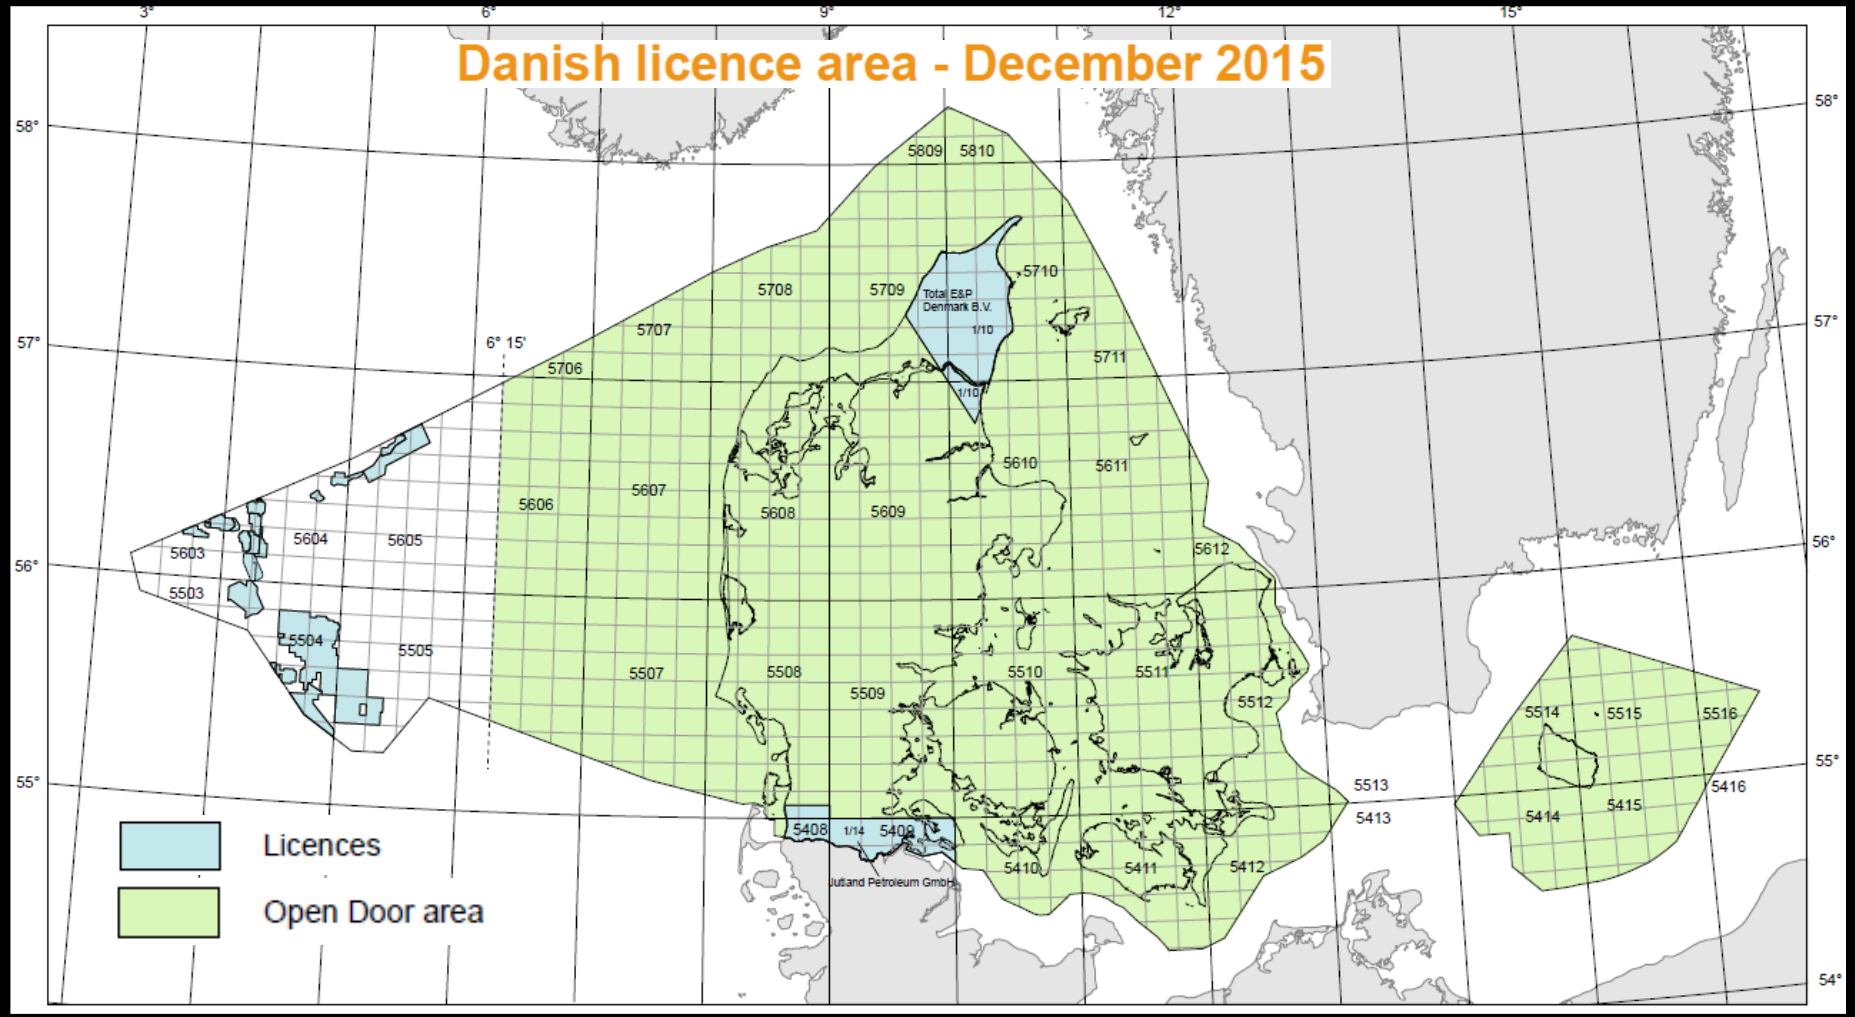 3° 6° 9° 12° 15°
Danish licence area - December 2015
58° 58°
5809 5810
5708 5709 5710
Total E&P
Denmark B.V.
1/10
57° 57°
5707
6° 15'
5706 5711
1/10
5610 5611
5606 5607 5608 5609
5603 5604 5605 5612
56° 56°
5503
5504 5505
5507 5508 5509 5510 5511 5512
5514 5515 5516
55° 55°
5513 5416
5413 5414 5415
5408 1/14 5409
Jutland Petroleum GmbH
5410 5411 5412
Licences
Open Door area
54°